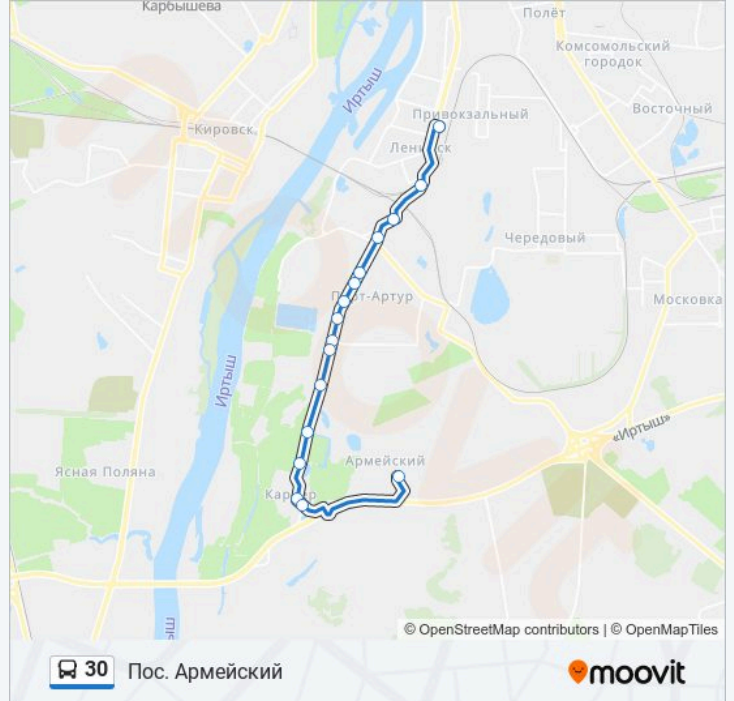 Карбышева
Полёт
Комсомольский
городок
Иртыш
Восточный
Привокзальный
Кировск
Ленинск
Чередовый
Порт-Артур
Московка
Иртыш
«Иртыш»
Армейский
Ясная Поляна
Карьер
© OpenStreetMap contributors | © OpenMapTiles
30 Пос. Армейский
moovit